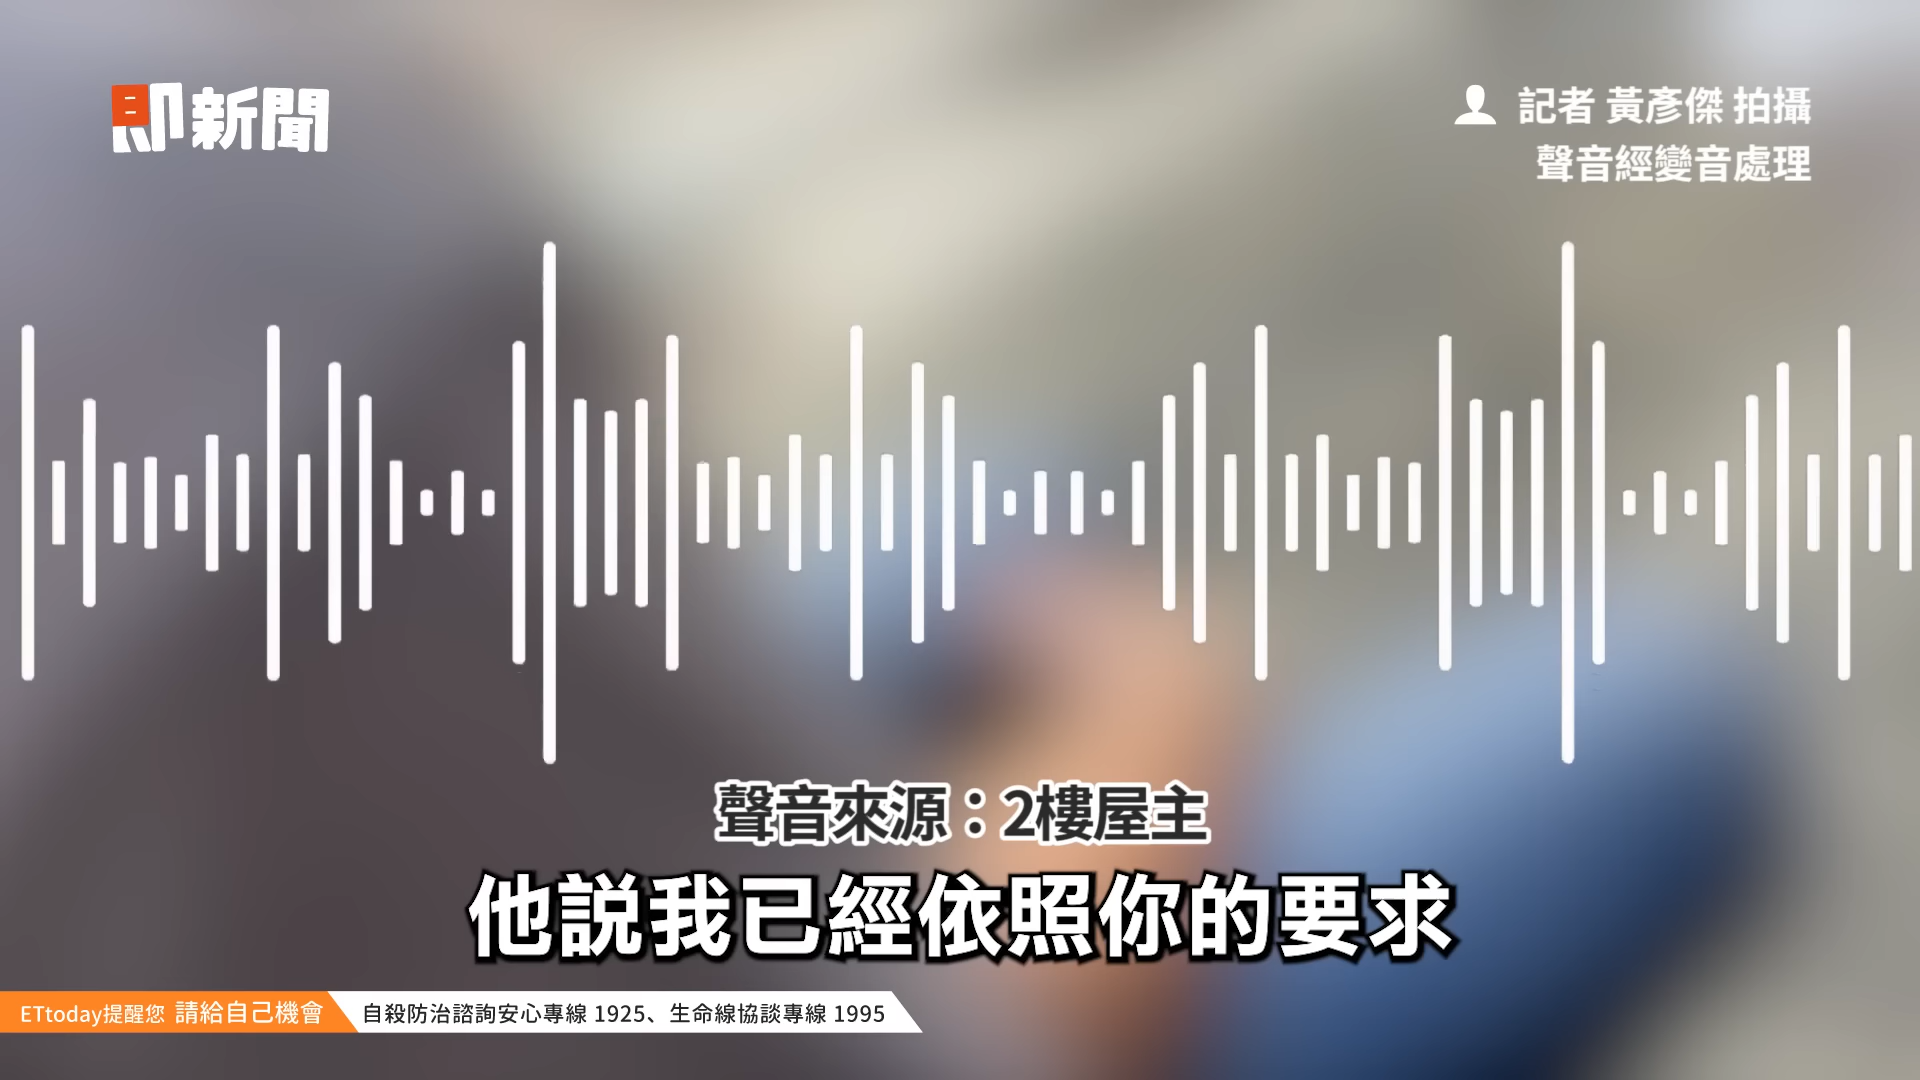 即新聞
記者 黃彥傑 拍攝
聲音經變音處理
聲音來源：2樓屋主
他説我已經依照你的要求
ETtoday提醒您 請給自己機會 自殺防治諮詢安心專線 1925、生命線協談專線 1995